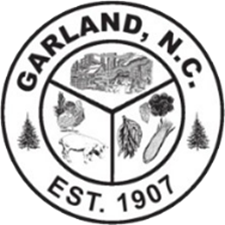 GARLAND, N.C.
EST. 1907